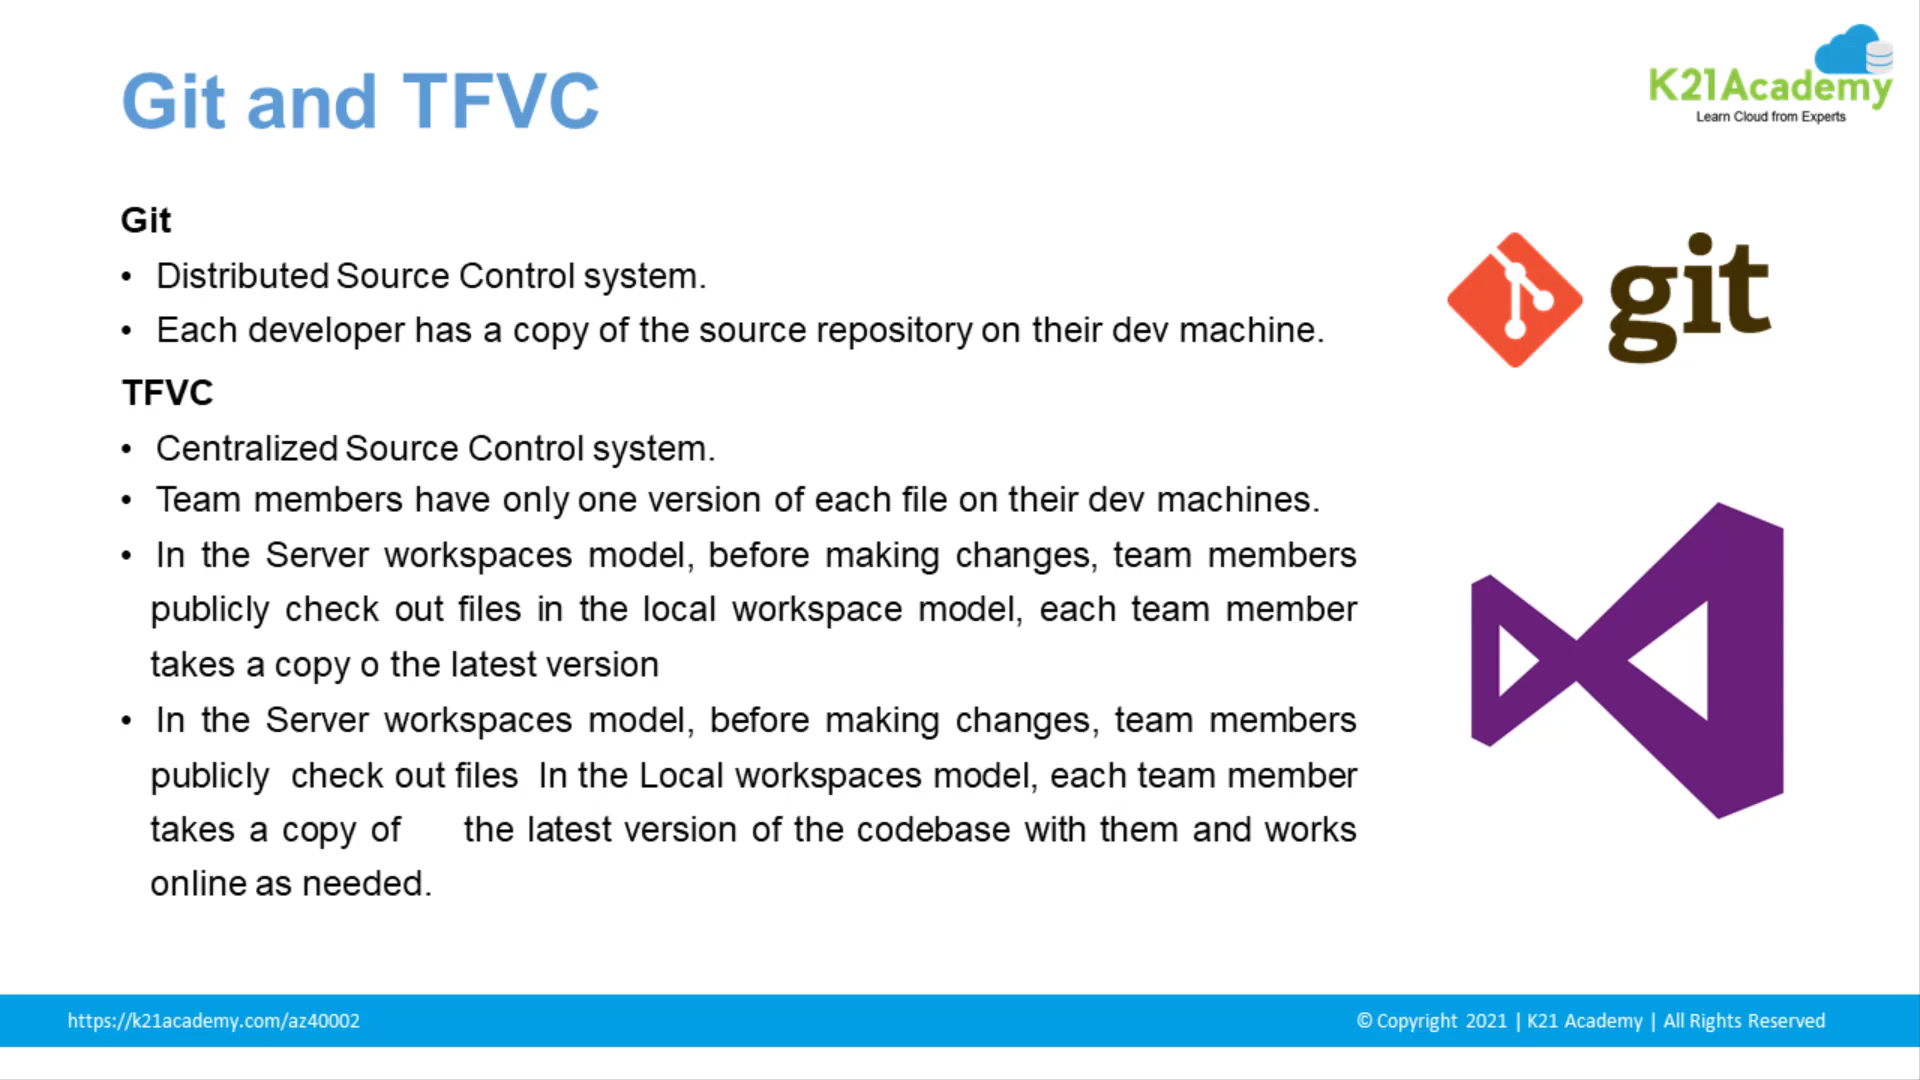 Git and TFVC
K21Academy
Learn Cloud from Experts
Git
• Distributed Source Control system.
• Each developer has a copy of the source repository on their dev machine.
git
TFVC
• Centralized Source Control system.
• Team members have only one version of each file on their dev machines.
• In the Server workspaces model, before making changes, team members
publicly check out files in the local workspace model, each team member
takes a copy o the latest version
• In the Server workspaces model, before making changes, team members
publicly check out files In the Local workspaces model, each team member
takes a copy of the latest version of the codebase with them and works
online as needed.
https://k21academy.com/az40002
© Copyright 2021 | K21 Academy | All Rights Reserved